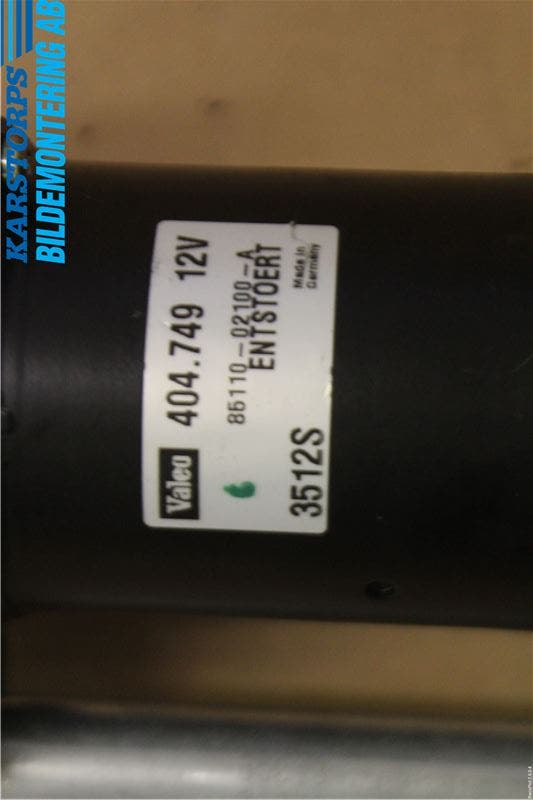 KARSTORPS
BILDEMONTERING AB
Valeo 404.749 12V
85110-02100-A
ENTSTOERT
3512S
Made in
Germany